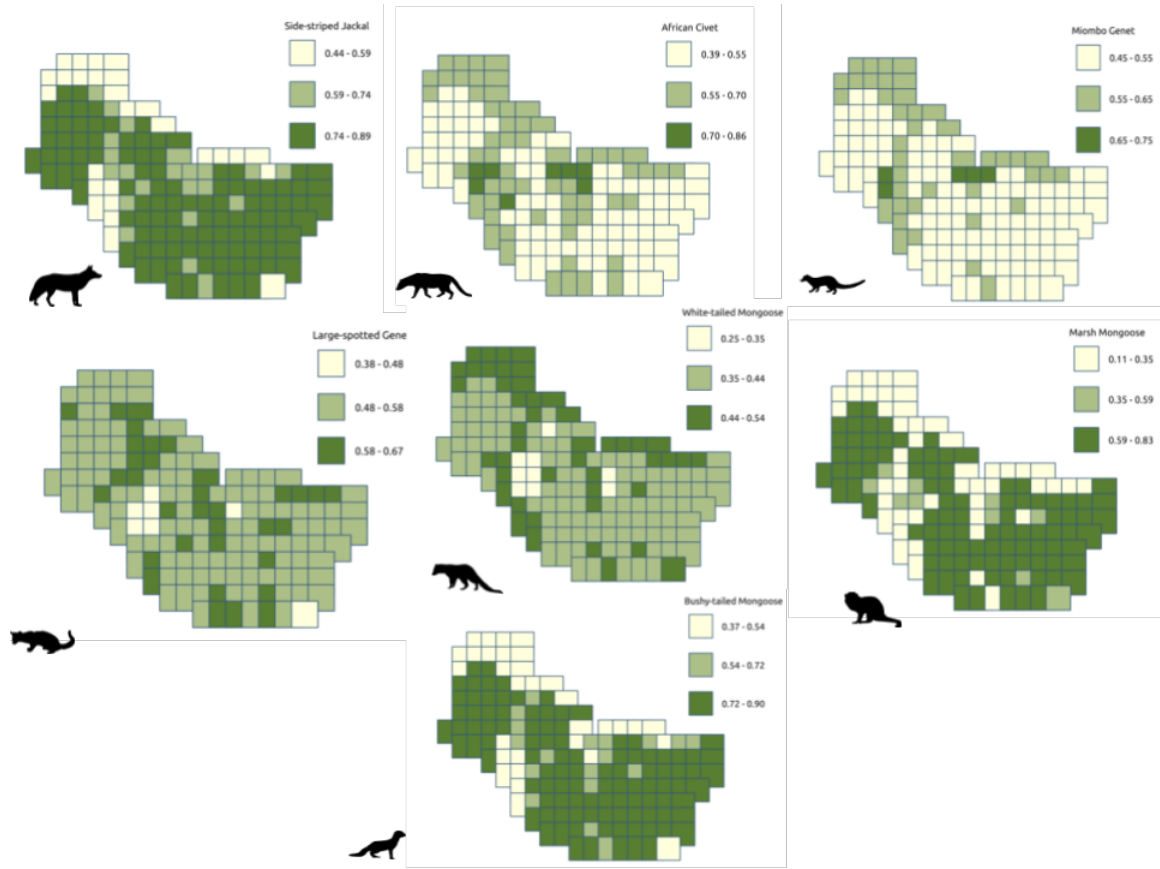 Side-striped Jackal
0.44 - 0.59
0.59 - 0.74
0.74 - 0.89
African Civet
0.39 - 0.55
0.55 - 0.70
0.70 - 0.86
Miombo Genet
0.45 - 0.55
0.55 - 0.65
0.65 - 0.75
Large-spotted Gene
0.38 - 0.48
0.48 - 0.58
0.58 - 0.67
White-tailed Mongoose
0.25 - 0.35
0.35 - 0.44
0.44 - 0.54
Marsh Mongoose
0.11 - 0.35
0.35 - 0.59
0.59 - 0.83
Bushy-tailed Mongoose
0.37 - 0.54
0.54 - 0.72
0.72 - 0.90